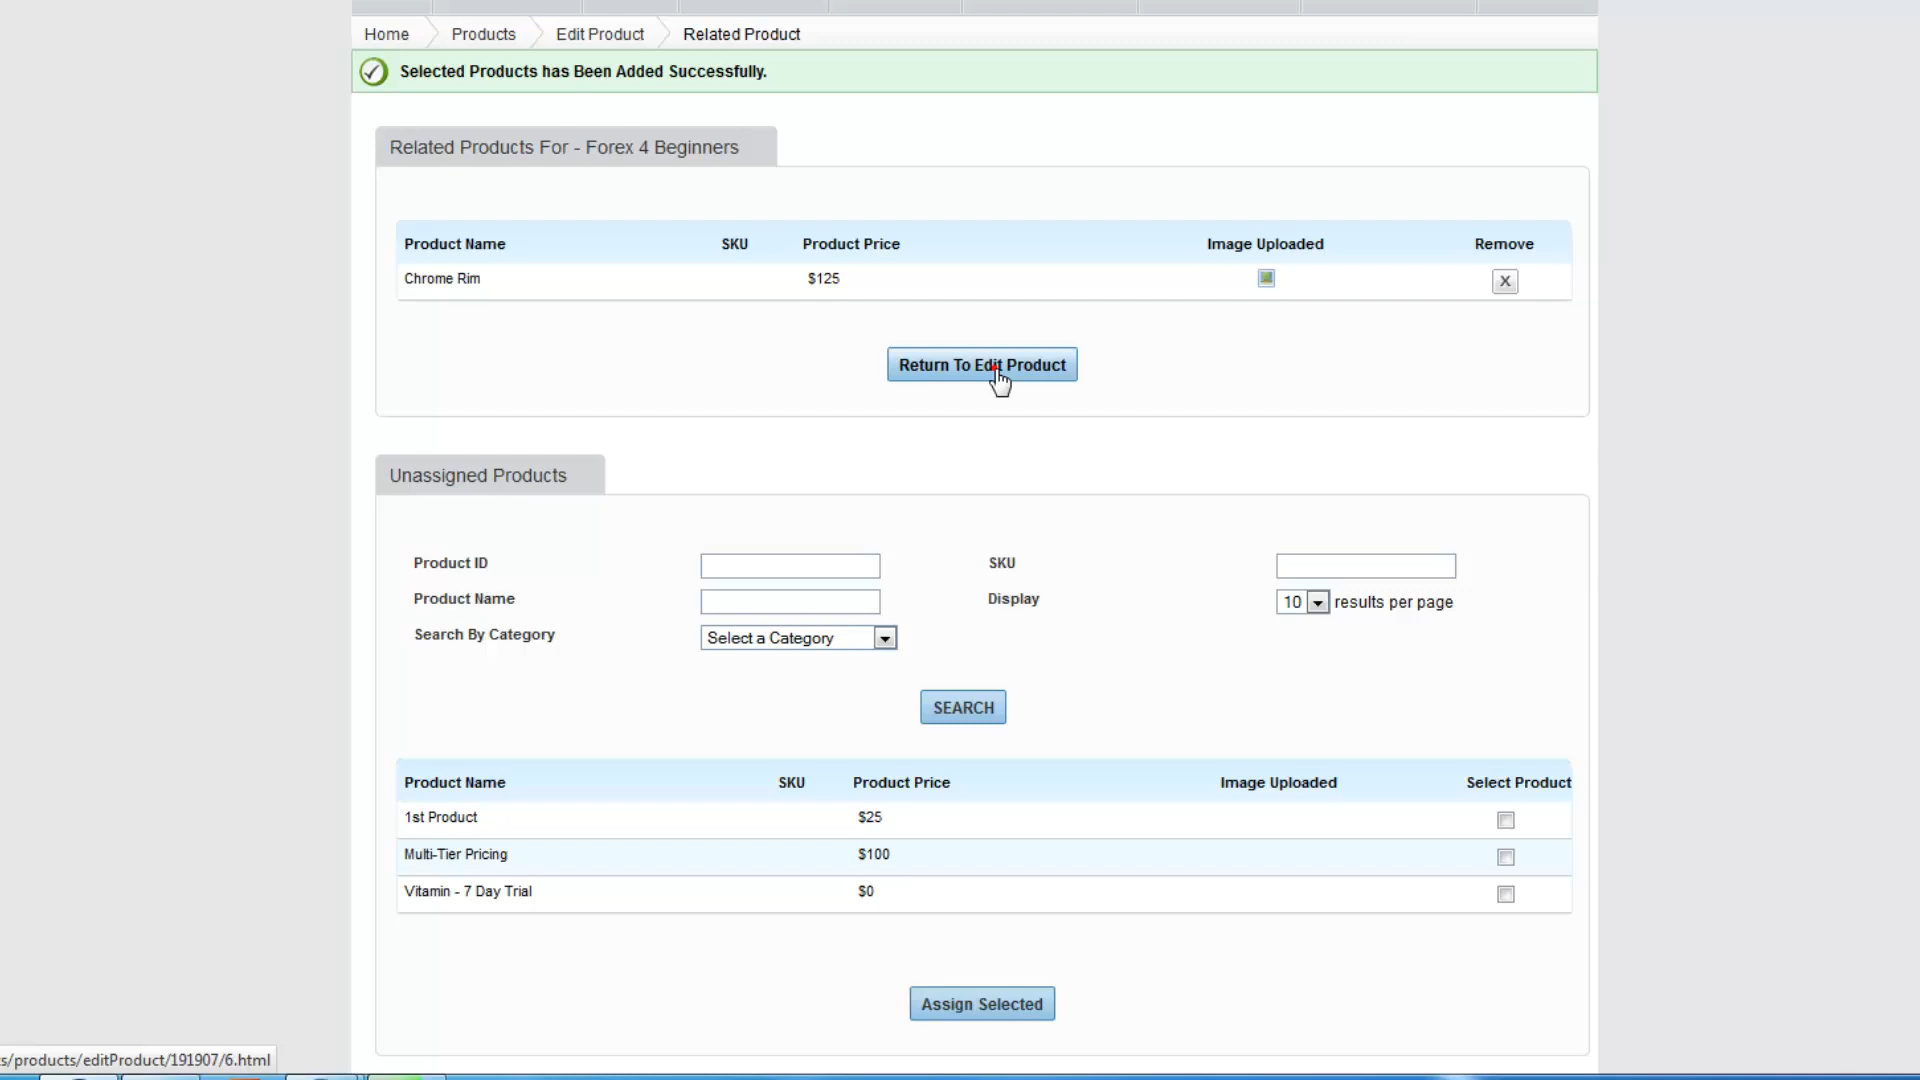 Home Products Edit Product Related Product
Selected Products has Been Added Successfully.
Related Products For - Forex 4 Beginners
Product Name SKU Product Price Image Uploaded Remove
Chrome Rim $125 X
Return To Edit Product
Unassigned Products
Product ID SKU
Product Name Display 10 results per page
Search By Category Select a Category
SEARCH
Product Name SKU Product Price Image Uploaded Select Product
1st Product $25
Multi-Tier Pricing $100
Vitamin - 7 Day Trial $0
Assign Selected
s/products/editProduct/191907/6.html